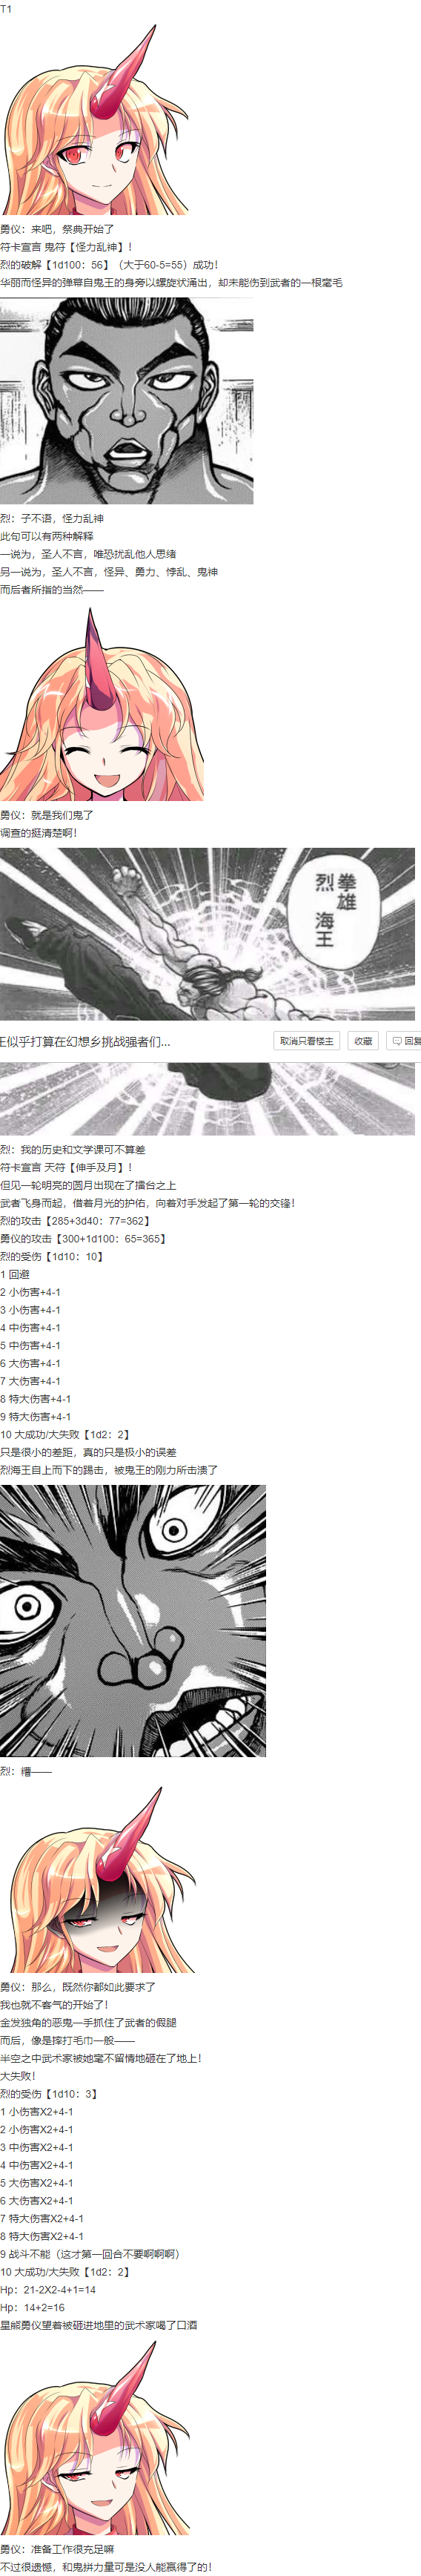 T1
勇仪：来吧，祭典开始了
符卡宣言 鬼符【怪力乱神】！
烈的破解【1d100：56】（大于60-5=55）成功！
华丽而怪异的弹幕自鬼王的身旁以螺旋状涌出，却未能伤到武者的一根毫毛
烈：子不语，怪力乱神
此句可以有两种解释
一说为，圣人不言，唯恐扰乱他人思绪
另一说为，圣人不言，怪异、勇力、悖乱、鬼神
而后者所指的当然——
勇仪：就是我们鬼了
调查的挺清楚啊！
拳雄
烈 海王
王似乎打算在幻想乡挑战强者们...
取消只看楼主
收藏
回复
烈：我的历史和文学课可不算差
符卡宣言 天符【伸手及月】！
但见一轮明亮的圆月出现在了擂台之上
武者飞身而起，借着月光的护佑，向着对手发起了第一轮的交锋！
烈的攻击【285+3d40：77=362】
勇仪的攻击【300+1d100：65=365】
烈的受伤【1d10：10】
1 回避
2 小伤害+4-1
3 小伤害+4-1
4 中伤害+4-1
5 中伤害+4-1
6 大伤害+4-1
7 大伤害+4-1
8 特大伤害+4-1
9 特大伤害+4-1
10 大成功/大失败【1d2：2】
只是很小的差距，真的只是极小的误差
烈海王自上而下的踢击，被鬼王的刚力所击溃了
烈：糟——
勇仪：那么，既然你都如此要求了
我也就不客气的开始了！
金发独角的恶鬼一手抓住了武者的假腿
而后，像是摔打毛巾一般——
半空之中武术家被她毫不留情地砸在了地上！
大失败！
烈的受伤【1d10：3】
1 小伤害X2+4-1
2 小伤害X2+4-1
3 中伤害X2+4-1
4 中伤害X2+4-1
5 大伤害X2+4-1
6 大伤害X2+4-1
7 特大伤害X2+4-1
8 特大伤害X2+4-1
9 战斗不能（这才第一回合不要啊啊啊）
10 大成功/大失败【1d2：2】
Hp：21-2X2-4+1=14
Hp：14+2=16
星熊勇仪望着被砸进地里的武术家喝了口酒
勇仪：准备工作很充足嘛
不过很遗憾，和鬼拼力量可是没人能赢得了的！